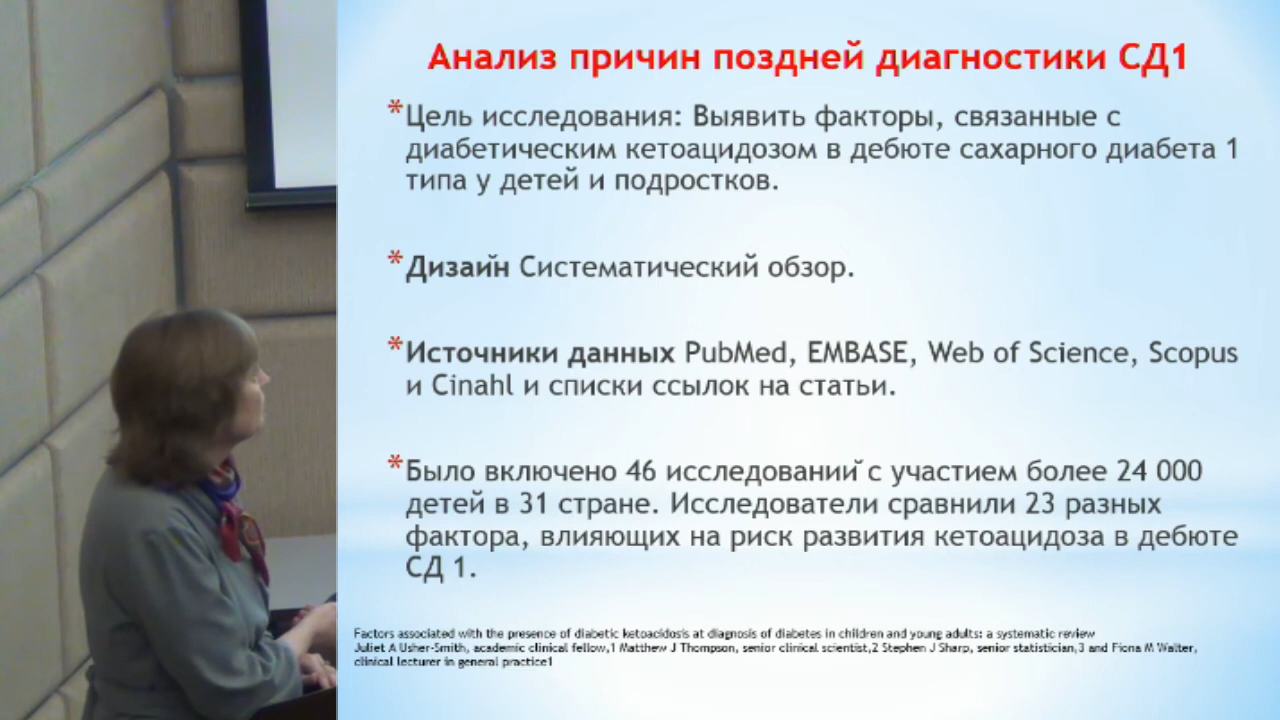 Анализ причин поздней диагностики СД1
*Цель исследования: Выявить факторы, связанные с
диабетическим кетоацидозом в дебюте сахарного диабета 1
типа у детей и подростков.
*Дизайн Систематический обзор.
*Источники данных PubMed, EMBASE, Web of Science, Scopus
и Cinahl и списки ссылок на статьи.
*Было включено 46 исследований с участием более 24 000
детей в 31 стране. Исследователи сравнили 23 разных
фактора, влияющих на риск развития кетоацидоза в дебюте
СД 1.
Factors associated with the presence of diabetic ketoacidosis at diagnosis of diabetes in children and young adults: a systematic review
Juliet A Usher-Smith, academic clinical fellow,1 Matthew J Thompson, senior clinical scientist,2 Stephen J Sharp, senior statistician,3 and Fiona M Walter,
clinical lecturer in general practice1